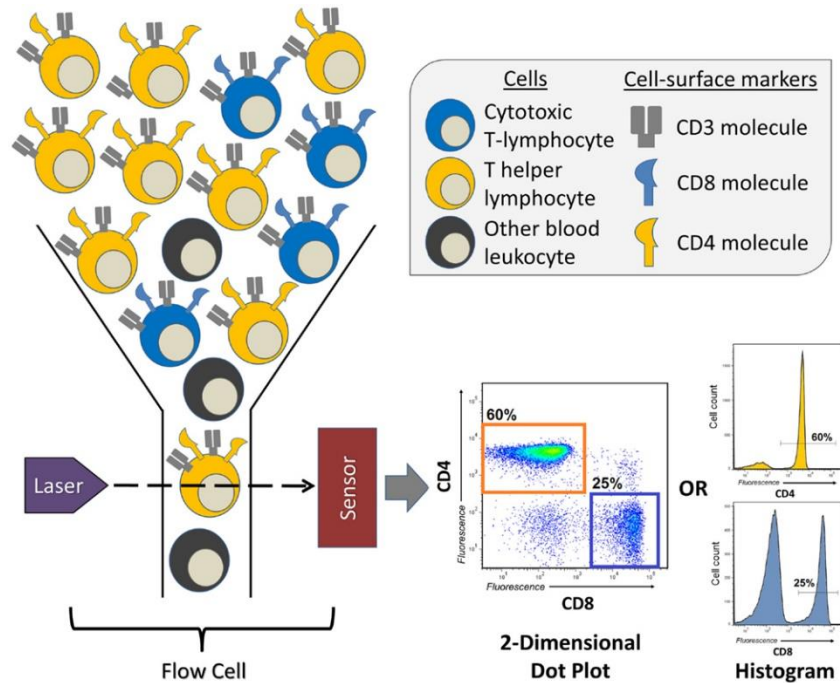 Cells
Cell-surface markers
Cytotoxic
T-lymphocyte
CD3 molecule
T helper
lymphocyte
CD8 molecule
Other blood
leukocyte
CD4 molecule
Laser
Sensor
Flow Cell
60%
25%
CD4
Fluorescence
Fluorescence
CD8
2-Dimensional
Dot Plot
OR
Cell count
60%
Fluorescence
CD4
Cell count
25%
Fluorescence
CD8
Histogram